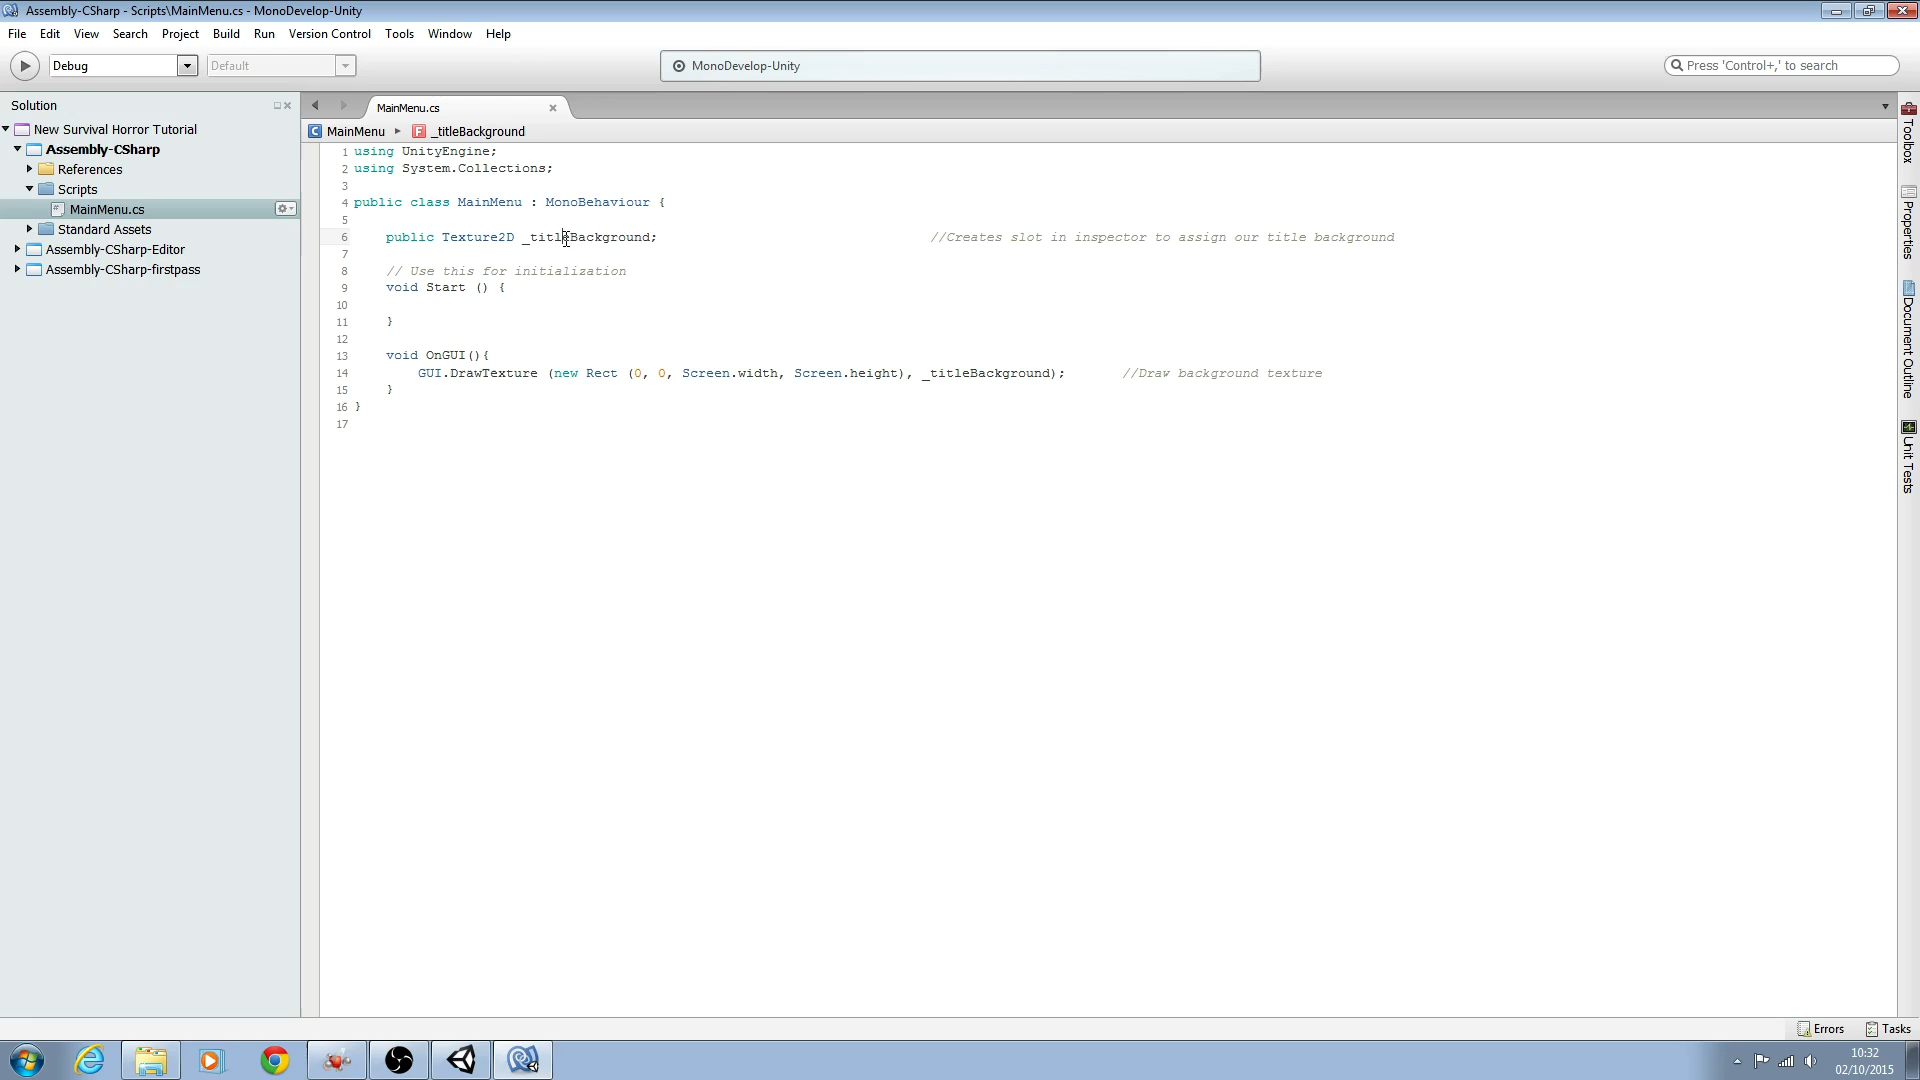 Assembly-CSharp - Scripts\MainMenu.cs - MonoDevelop-Unity
File Edit View Search Project Build Run Version Control Tools Window Help
Debug Default MonoDevelop-Unity Press 'Control+,' to search
Solution
New Survival Horror Tutorial
Assembly-CSharp
References
Scripts
MainMenu.cs
Standard Assets
Assembly-CSharp-Editor
Assembly-CSharp-firstpass
MainMenu.cs
MainMenu _titleBackground
1 using UnityEngine;
2 using System.Collections;
3
4 public class MainMenu : MonoBehaviour {
5
6 public Texture2D _titleBackground; //Creates slot in inspector to assign our title background
7
8 // Use this for initialization
9 void Start () {
10
11 }
12
13 void OnGUI(){
14 GUI.DrawTexture (new Rect (0, 0, Screen.width, Screen.height), _titleBackground); //Draw background texture
15 }
16 }
17
Toolbox
Properties
Document Outline
Unit Tests
Errors Tasks
10:32
02/10/2015